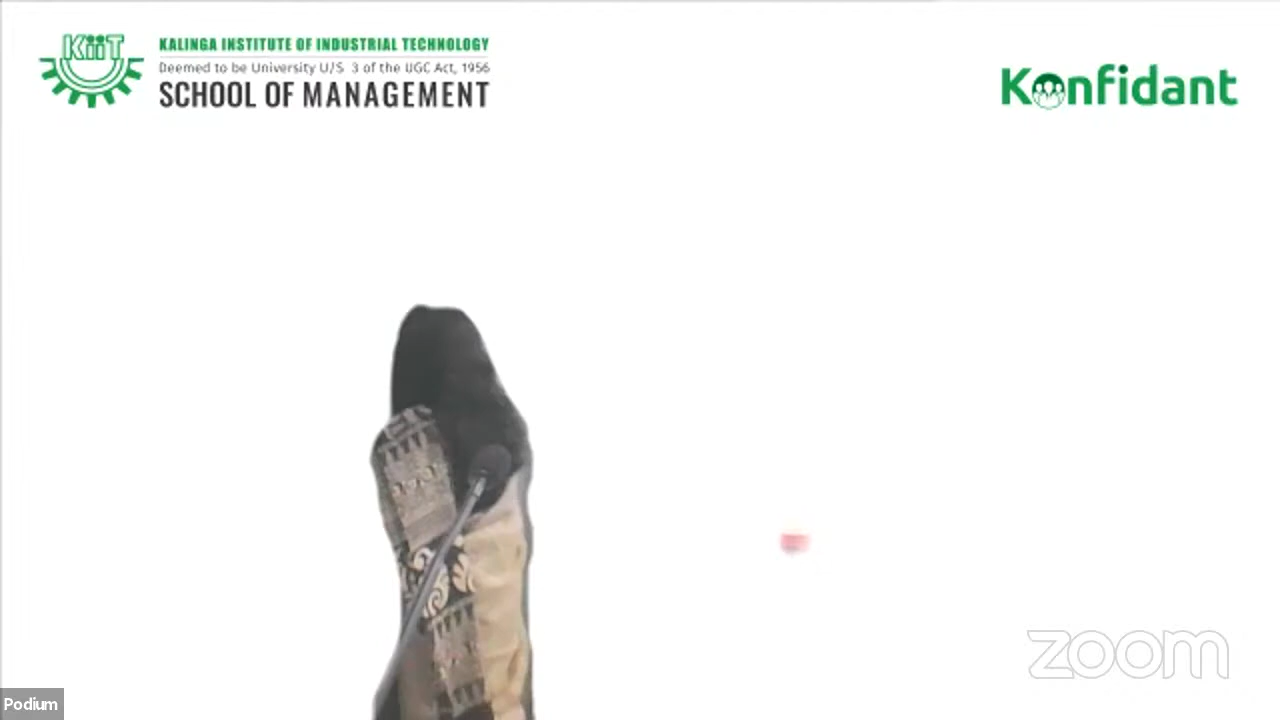 KiiT
KALINGA INSTITUTE OF INDUSTRIAL TECHNOLOGY
Deemed to be University U/S 3 of the UGC Act, 1956
SCHOOL OF MANAGEMENT
Konfidant
zoom
Podium